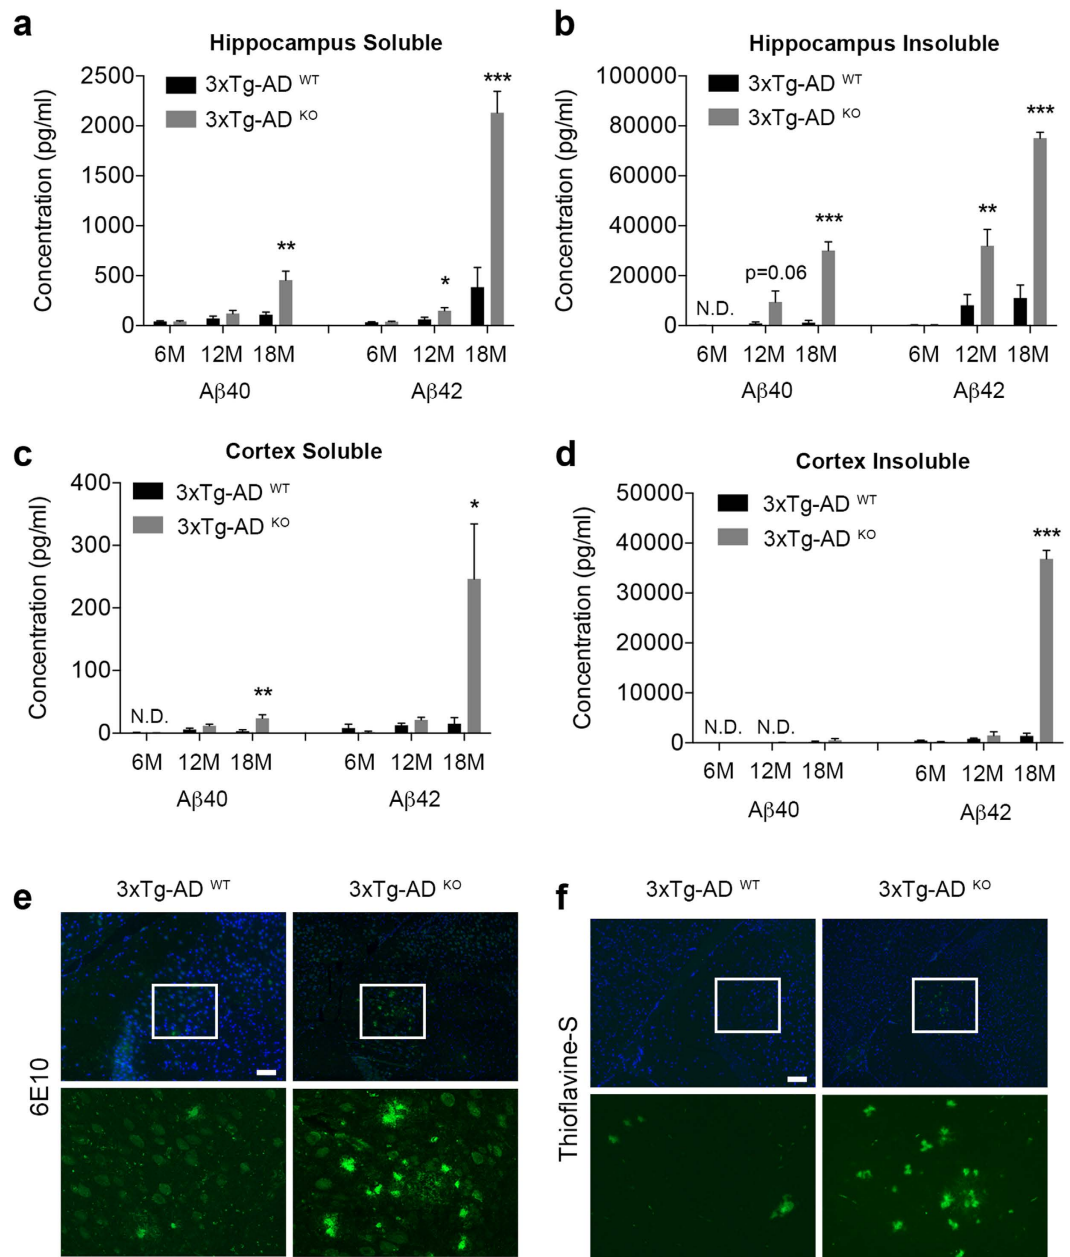 a
Hippocampus Soluble
3xTg-AD WT
3xTg-AD KO
Concentration (pg/ml)
2500
2000
1500
1000
500
0
**
*
***
6M 12M 18M 6M 12M 18M
Aβ40 Aβ42
b
Hippocampus Insoluble
3xTg-AD WT
3xTg-AD KO
Concentration (pg/ml)
100000
80000
60000
40000
20000
0
N.D.
p=0.06
***
**
***
6M 12M 18M 6M 12M 18M
Aβ40 Aβ42
c
Cortex Soluble
3xTg-AD WT
3xTg-AD KO
Concentration (pg/ml)
400
300
200
100
0
N.D.
**
*
6M 12M 18M 6M 12M 18M
Aβ40 Aβ42
d
Cortex Insoluble
3xTg-AD WT
3xTg-AD KO
Concentration (pg/ml)
50000
40000
30000
20000
10000
0
N.D. N.D.
***
6M 12M 18M 6M 12M 18M
Aβ40 Aβ42
e
3xTg-AD WT 3xTg-AD KO
6E10
f
3xTg-AD WT 3xTg-AD KO
Thioflavine-S